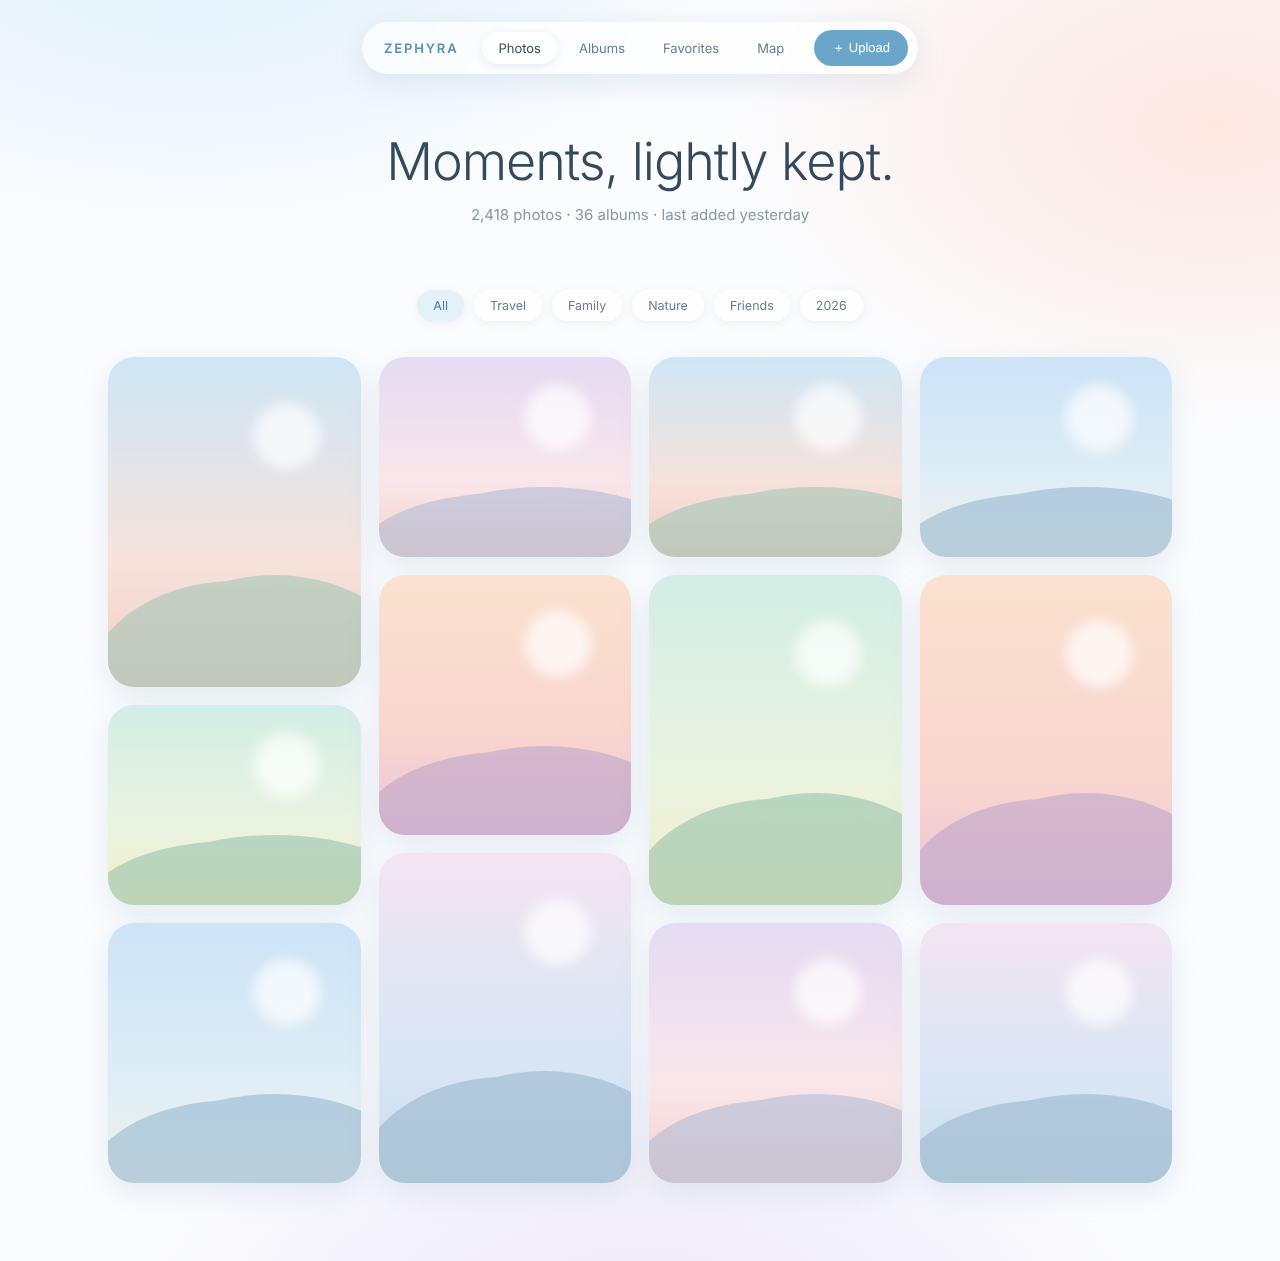 ZEPHYRA Photos Albums Favorites Map + Upload
Moments, lightly kept.
2,418 photos · 36 albums · last added yesterday
All Travel Family Nature Friends 2026